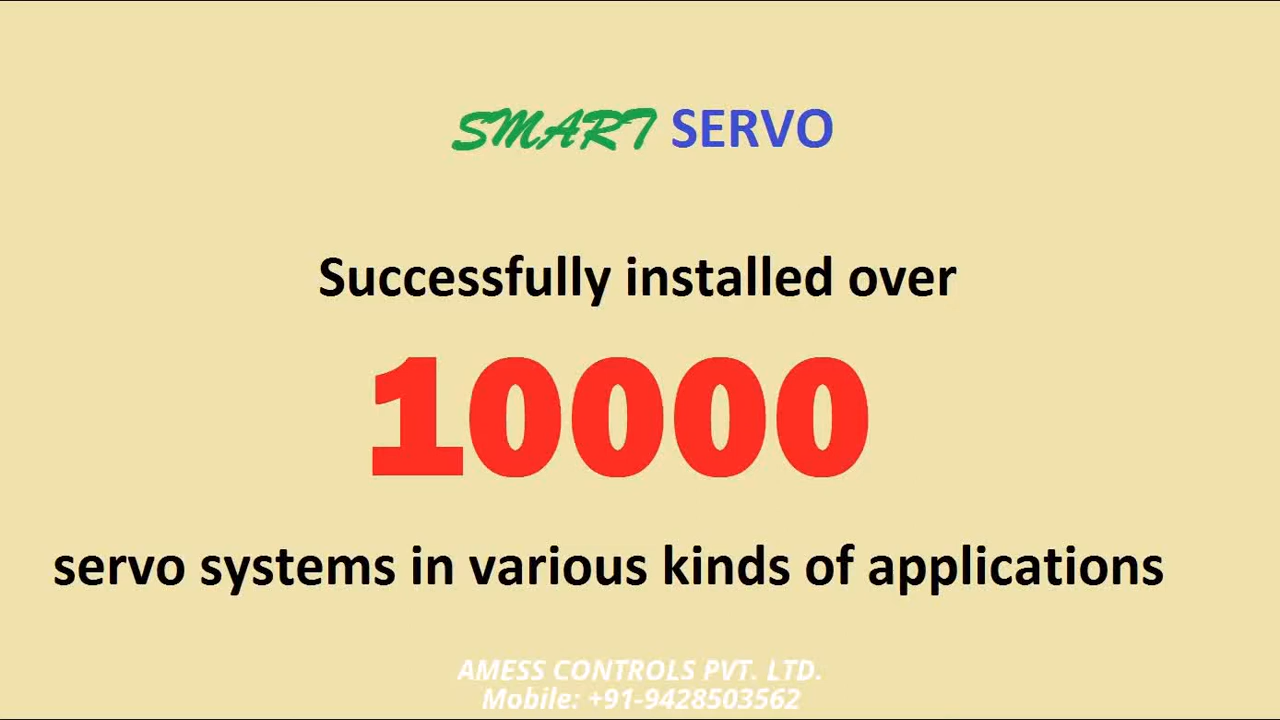 SMART SERVO
Successfully installed over
10000
servo systems in various kinds of applications
AMESS CONTROLS PVT. LTD.
Mobile: +91-9428503562